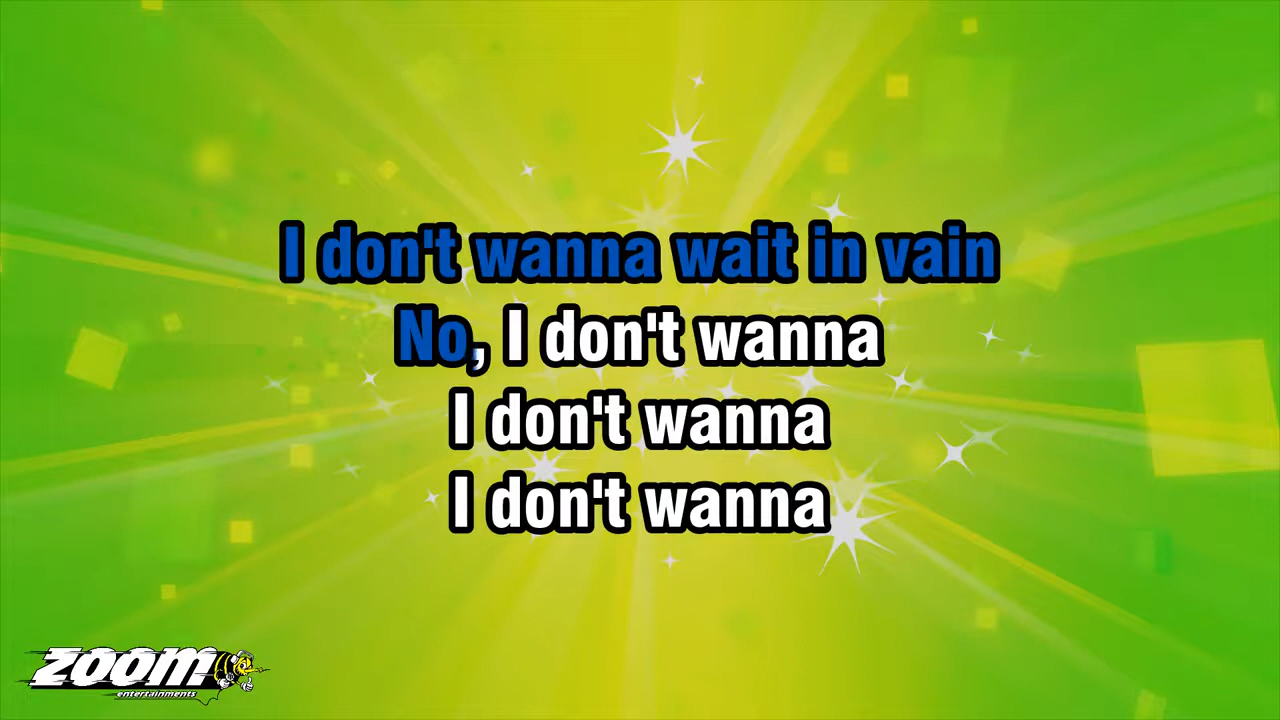 I don't wanna wait in vain
No, I don't wanna
I don't wanna
I don't wanna
zoom
entertainments